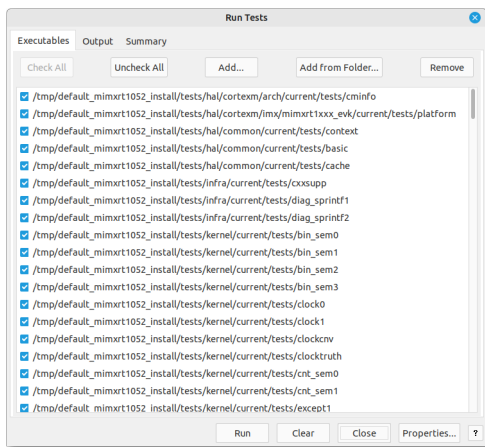 Run Tests
Executables Output Summary
Check All Uncheck All Add... Add from Folder... Remove
/tmp/default_mimxrt1052_install/tests/hal/cortexm/arch/current/tests/cminfo
/tmp/default_mimxrt1052_install/tests/hal/cortexm/imx/mimxrt1xxx_evk/current/tests/platform
/tmp/default_mimxrt1052_install/tests/hal/common/current/tests/context
/tmp/default_mimxrt1052_install/tests/hal/common/current/tests/basic
/tmp/default_mimxrt1052_install/tests/hal/common/current/tests/cache
/tmp/default_mimxrt1052_install/tests/infra/current/tests/cxxsupp
/tmp/default_mimxrt1052_install/tests/infra/current/tests/diag_sprintf1
/tmp/default_mimxrt1052_install/tests/infra/current/tests/diag_sprintf2
/tmp/default_mimxrt1052_install/tests/kernel/current/tests/bin_sem0
/tmp/default_mimxrt1052_install/tests/kernel/current/tests/bin_sem1
/tmp/default_mimxrt1052_install/tests/kernel/current/tests/bin_sem2
/tmp/default_mimxrt1052_install/tests/kernel/current/tests/bin_sem3
/tmp/default_mimxrt1052_install/tests/kernel/current/tests/clock0
/tmp/default_mimxrt1052_install/tests/kernel/current/tests/clock1
/tmp/default_mimxrt1052_install/tests/kernel/current/tests/clockcnv
/tmp/default_mimxrt1052_install/tests/kernel/current/tests/clocktruth
/tmp/default_mimxrt1052_install/tests/kernel/current/tests/cnt_sem0
/tmp/default_mimxrt1052_install/tests/kernel/current/tests/cnt_sem1
/tmp/default_mimxrt1052_install/tests/kernel/current/tests/except1
Run Clear Close Properties... ?